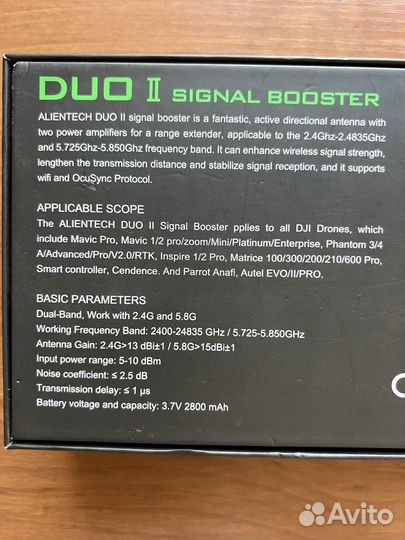 DUO II SIGNAL BOOSTER
ALIENTECH DUO II signal booster is a fantastic, active directional antenna with
two power amplifiers for a range extender, applicable to the 2.4Ghz-2.4835Ghz
and 5.725Ghz-5.850Ghz frequency band. It can enhance wireless signal strength,
lengthen the transmission distance and stabilize signal reception, and it supports
wifi and OcuSync Protocol.
APPLICABLE SCOPE
The ALIENTECH DUO II Signal Booster pplies to all DJI Drones, which
include Mavic Pro, Mavic 1/2 pro/zoom/Mini/Platinum/Enterprise, Phantom 3/4
A/Advanced/Pro/V2.0/RTK, Inspire 1/2 Pro, Matrice 100/300/200/210/600 Pro,
Smart controller, Cendence. And Parrot Anafi, Autel EVO/II/PRO.
BASIC PARAMETERS
Dual-Band, Work with 2.4G and 5.8G
Working Frequency Band: 2400-24835 GHz / 5.725-5.850GHz
Antenna Gain: 2.4G>13 dBi±1 / 5.8G>15dBi±1
Input power range: 5-10 dBm
Noise coefficient: ≤ 2.5 dB
Transmission delay: ≤ 1 μs
Battery voltage and capacity: 3.7V 2800 mAh
Avito